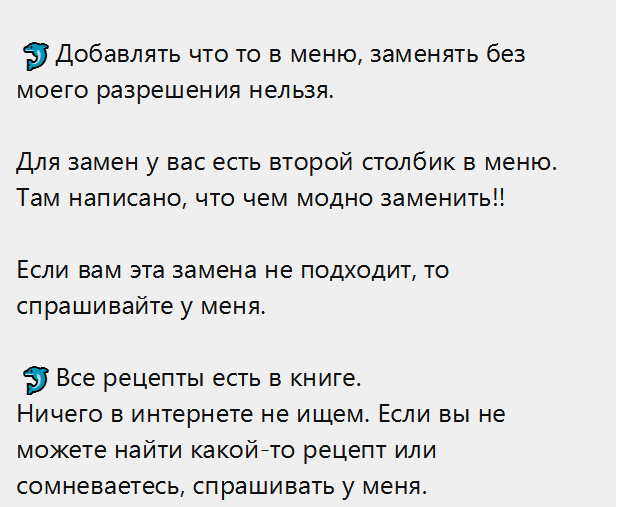 🐬Добавлять что то в меню, заменять без
моего разрешения нельзя.
Для замен у вас есть второй столбик в меню.
Там написано, что чем модно заменить!!
Если вам эта замена не подходит, то
спрашивайте у меня.
🐬Все рецепты есть в книге.
Ничего в интернете не ищем. Если вы не
можете найти какой-то рецепт или
сомневаетесь, спрашивать у меня.